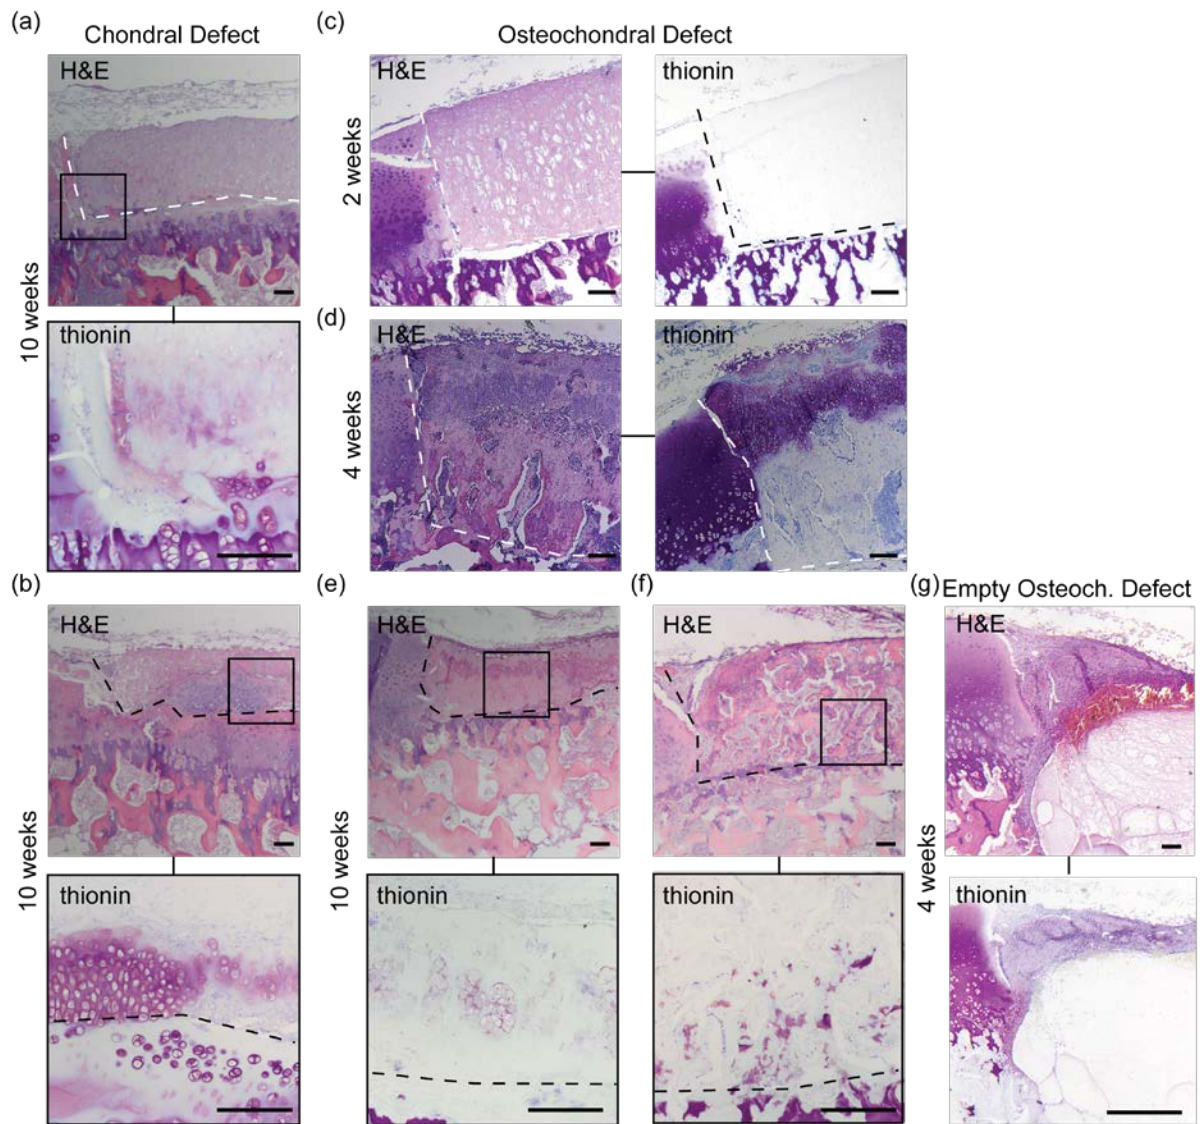 (a)
Chondral Defect
(c)
Osteochondral Defect
H&E
H&E
thionin
10 weeks
2 weeks
thionin
(d)
H&E
thionin
4 weeks
(b)
(e)
(f)
(g) Empty Osteoch. Defect
H&E
H&E
H&E
H&E
10 weeks
10 weeks
4 weeks
thionin
thionin
thionin
thionin